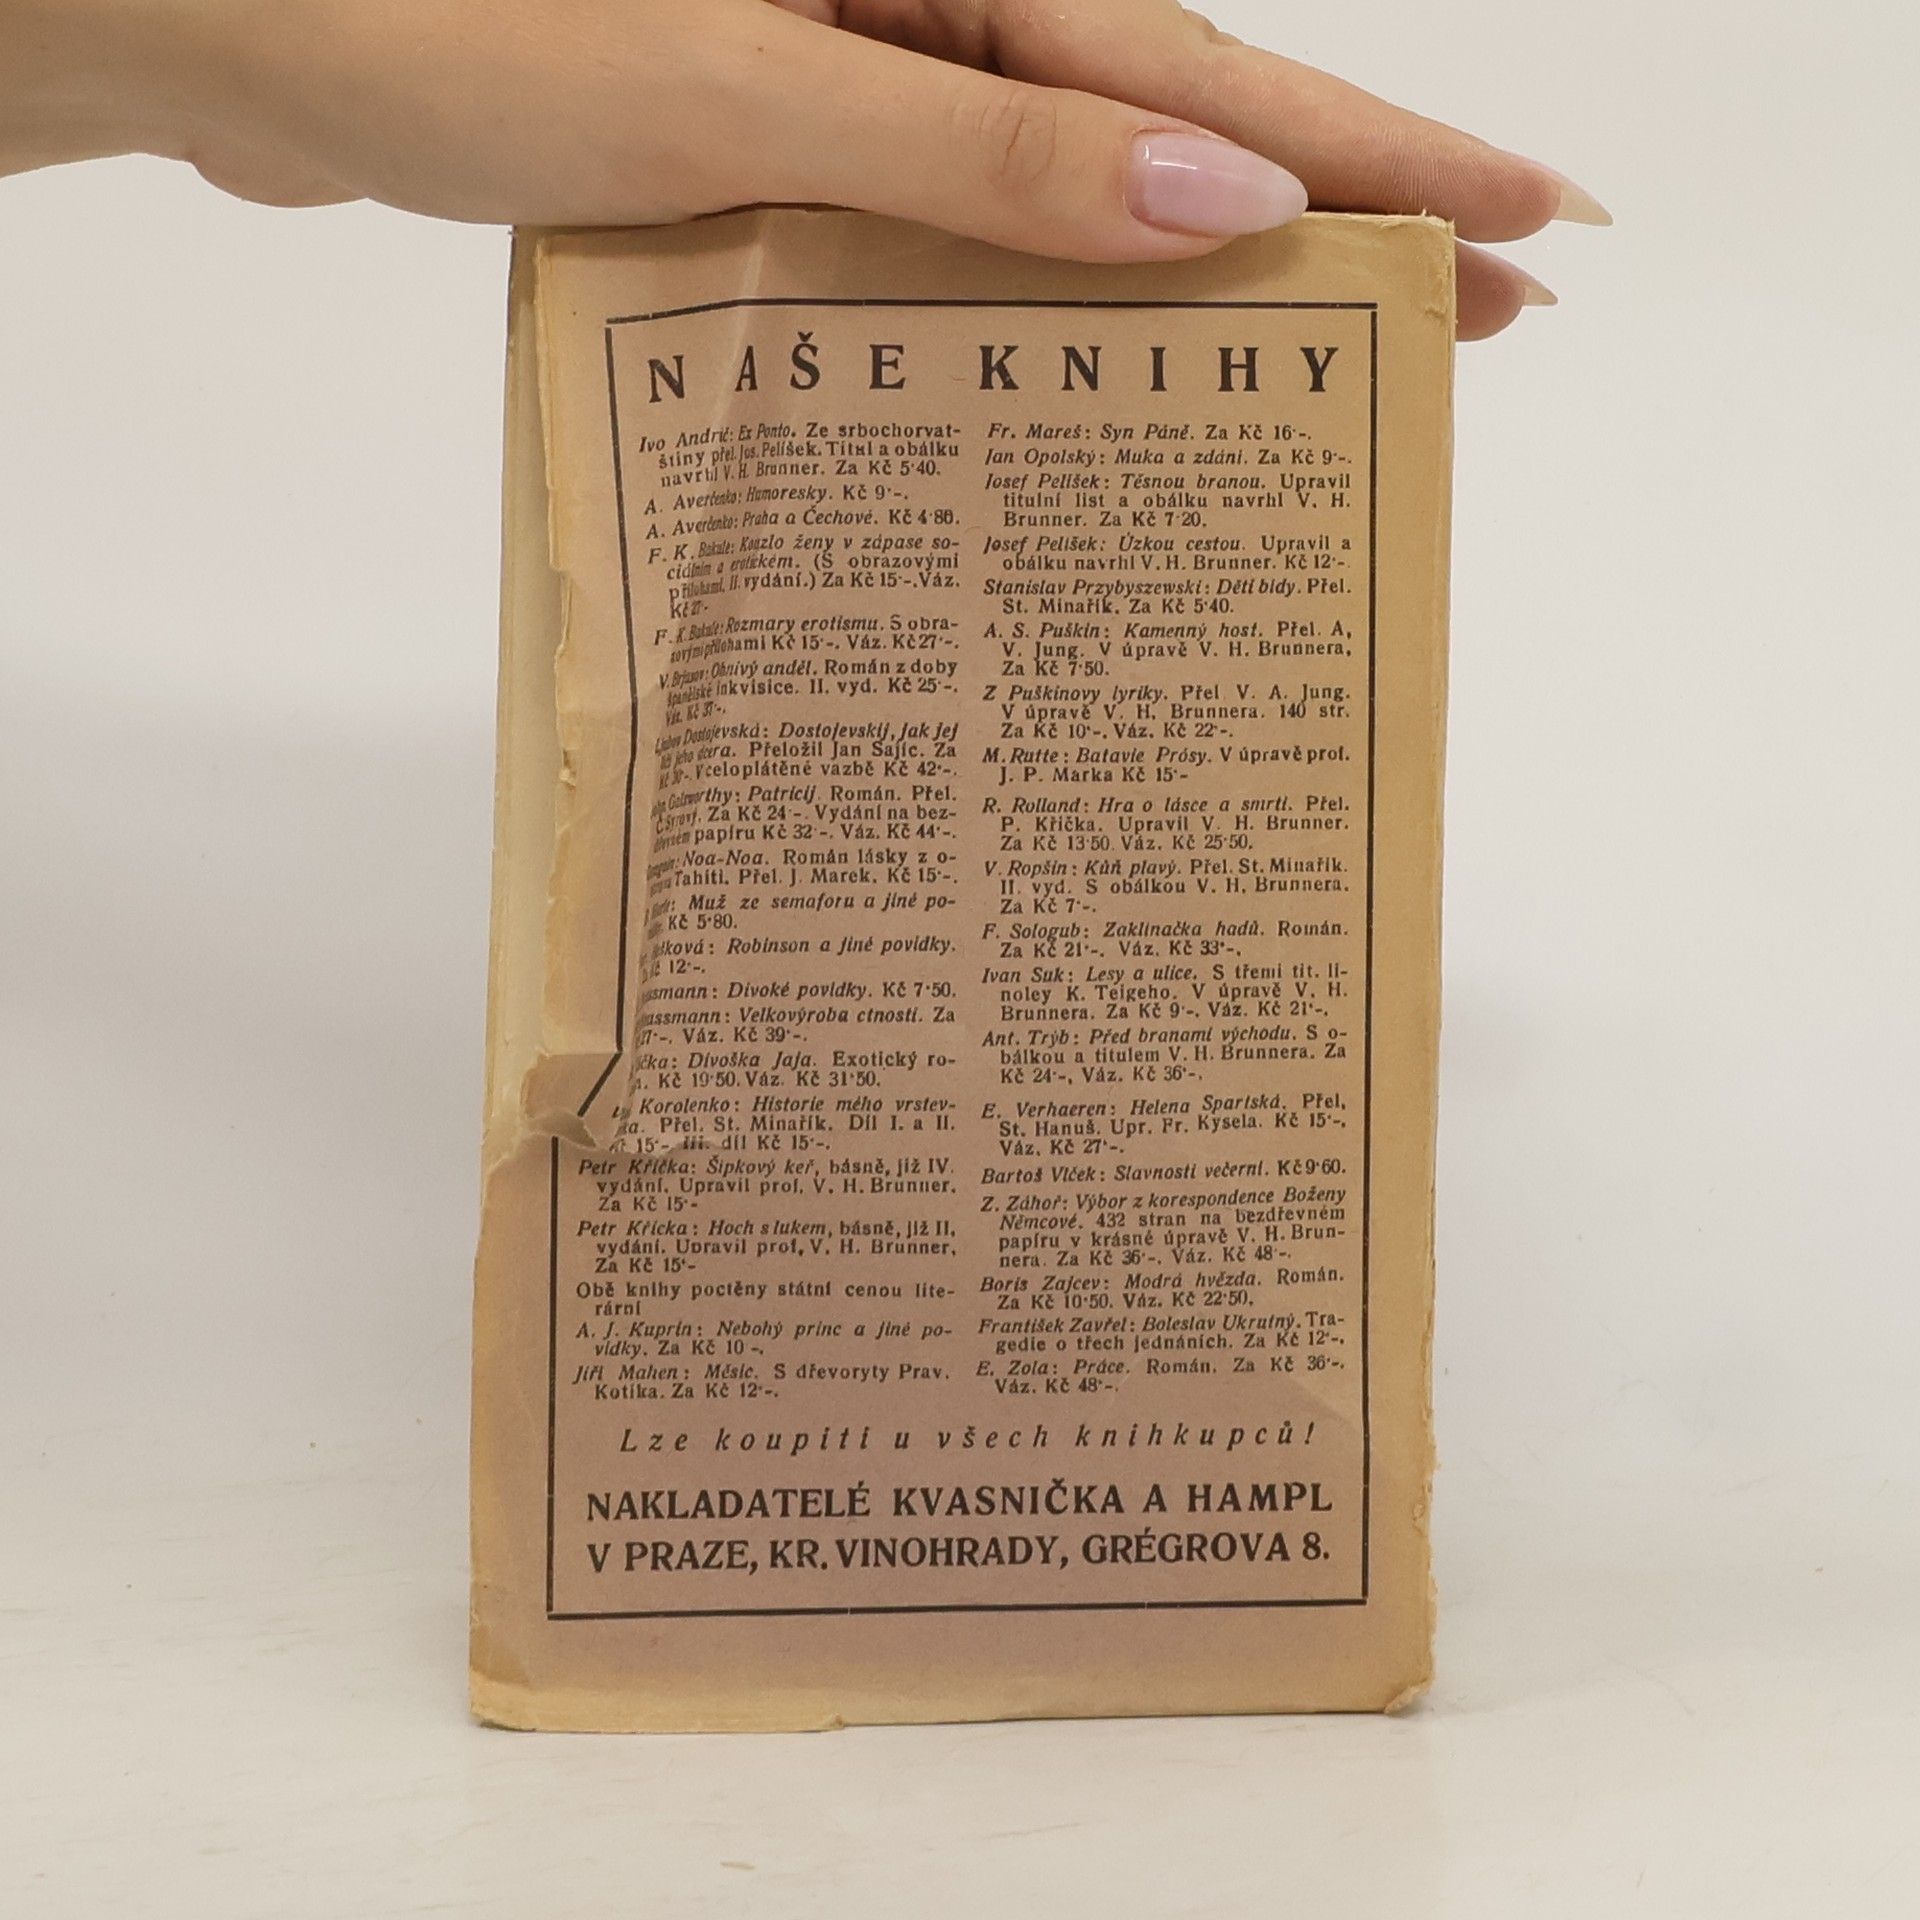 NAŠE KNIHY
Ivo Andrić: Ex Ponto. Ze srbochorvat-
štiny přel. Jos. Pelíšek. Titul a obálku
navrhl V. H. Brunner. Za Kč 5·40.
A. Averčenko: Humoresky. Kč 9·-.
A. Averčenko: Praha a Čechové. Kč 4·80.
F. K. Bakule: Kouzlo ženy v zápase so-
ciálním a erotickém. (S obrazovými
přílohami. II. vydání.) Za Kč 15·-. Váz.
Kč 27·-
F. K. Bakule: Rozmary erotismu. S obra-
zovými přílohami Kč 15·-. Váz. Kč 27·-.
V. Brjusov: Ohnivý anděl. Román z doby
španělské inkvisice. II. vyd. Kč 25·-.
Váz. Kč 37·-.
Ljubov Dostojevská: Dostojevskij, jak jej
líčí jeho dcera. Přeložil Jan Sajíc. Za
Kč 30·-. V celoplátěné vazbě Kč 42·-.
John Galsworthy: Patricij. Román. Přel.
Č. Syrový. Za Kč 24·-. Vydání na bez-
dřevném papíru Kč 32·-. Váz. Kč 44·-.
Gauguin: Noa-Noa. Román lásky z o-
Tahiti. Přel. J. Marek. Kč 15·-.
Muž ze semaforu a jiné po-
Kč 5·80.
Robinson a jiné povídky.
Kč 12·-.
Divoké povídky. Kč 7·50.
Velkovýroba ctnosti. Za
27·-. Váz. Kč 39·-.
Divoška Jaja. Exotický ro-
Kč 19·50. Váz. Kč 31·50.
Korolenko: Historie mého vrstev-
Přel. St. Minařík. Díl I. a II.
Kč 15·- III. díl Kč 15·-.
Petr Křička: Šípkový keř, básně, již IV.
vydání. Upravil prof. V. H. Brunner.
Za Kč 15·-
Petr Křička: Hoch s lukem, básně, již II.
vydání. Upravil prof. V. H. Brunner.
Za Kč 15·-
Obě knihy poctěny státní cenou lite-
rární
A. J. Kuprin: Nebohý princ a jiné po-
vídky. Za Kč 10·-.
Jiří Mahen: Měsíc. S dřevoryty Prav.
Kotíka. Za Kč 12·-.
Fr. Mareš: Syn Páně. Za Kč 16·-.
Jan Opolský: Muka a zdání. Za Kč 9·-.
Josef Pelíšek: Těsnou branou. Upravil
titulní list a obálku navrhl V. H.
Brunner. Za Kč 7·20.
Josef Pelíšek: Úzkou cestou. Upravil a
obálku navrhl V. H. Brunner. Kč 12·-
Stanislav Przybyszewski: Děti bídy. Přel.
St. Minařík. Za Kč 5·40.
A. S. Puškin: Kamenný host. Přel. A.
V. Jung. V úpravě V. H. Brunnera.
Za Kč 7·50.
Z Puškinovy lyriky. Přel. V. A. Jung.
V úpravě V. H. Brunnera. 140 str.
Za Kč 10·-. Váz. Kč 22·-.
M. Rutte: Batavie Prósy. V úpravě prof.
J. P. Marka Kč 15·-
R. Rolland: Hra o lásce a smrti. Přel.
P. Křička. Upravil V. H. Brunner.
Za Kč 13·50. Váz. Kč 25·50.
V. Ropšin: Kůň plavý. Přel. St. Minařík.
II. vyd. S obálkou V. H. Brunnera.
Za Kč 7·-.
F. Sologub: Zaklínačka hadů. Román.
Za Kč 21·-. Váz. Kč 33·-.
Ivan Suk: Lesy a ulice. S třemi tit. li-
noley K. Teigeho. V úpravě V. H.
Brunnera. Za Kč 9·-. Váz. Kč 21·-.
Ant. Trýb: Před branami východu. S o-
bálkou a titulem V. H. Brunnera. Za
Kč 24·-. Váz. Kč 36·-.
E. Verhaeren: Helena Spartská. Přel.
St. Hanuš. Upr. Fr. Kysela. Kč 15·-.
Váz. Kč 27·-.
Bartoš Vlček: Slavnosti večerní. Kč 9·60.
Z. Záhoř: Výbor z korespondence Boženy
Němcové. 432 stran na bezdřevném
papíru v krásné úpravě V. H. Brun-
nera. Za Kč 36·-. Váz. Kč 48·-.
Boris Zajcev: Modrá hvězda. Román.
Za Kč 10·50. Váz. Kč 22·50.
František Zavřel: Boleslav Ukrutný. Tra-
gedie o třech jednáních. Za Kč 12·-.
E. Zola: Práce. Román. Za Kč 36·-.
Váz. Kč 48·-.
Lze koupiti u všech knihkupců!
NAKLADATELÉ KVASNIČKA A HAMPL
V PRAZE, KR. VINOHRADY, GRÉGROVA 8.